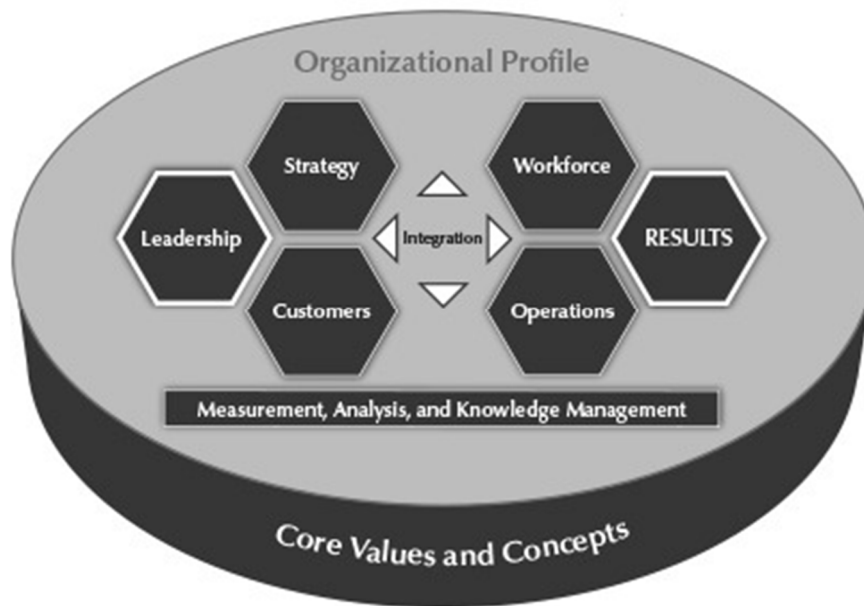 Organizational Profile
Strategy
Workforce
Leadership
Integration
RESULTS
Customers
Operations
Measurement, Analysis, and Knowledge Management
Core Values and Concepts